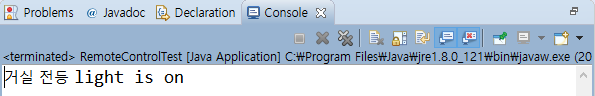 Problems @ Javadoc Declaration Console
<terminated> RemoteControlTest [Java Application] C:₩Program Files₩Java₩jre1.8.0_121₩bin₩javaw.exe (20
거실 전등 light is on